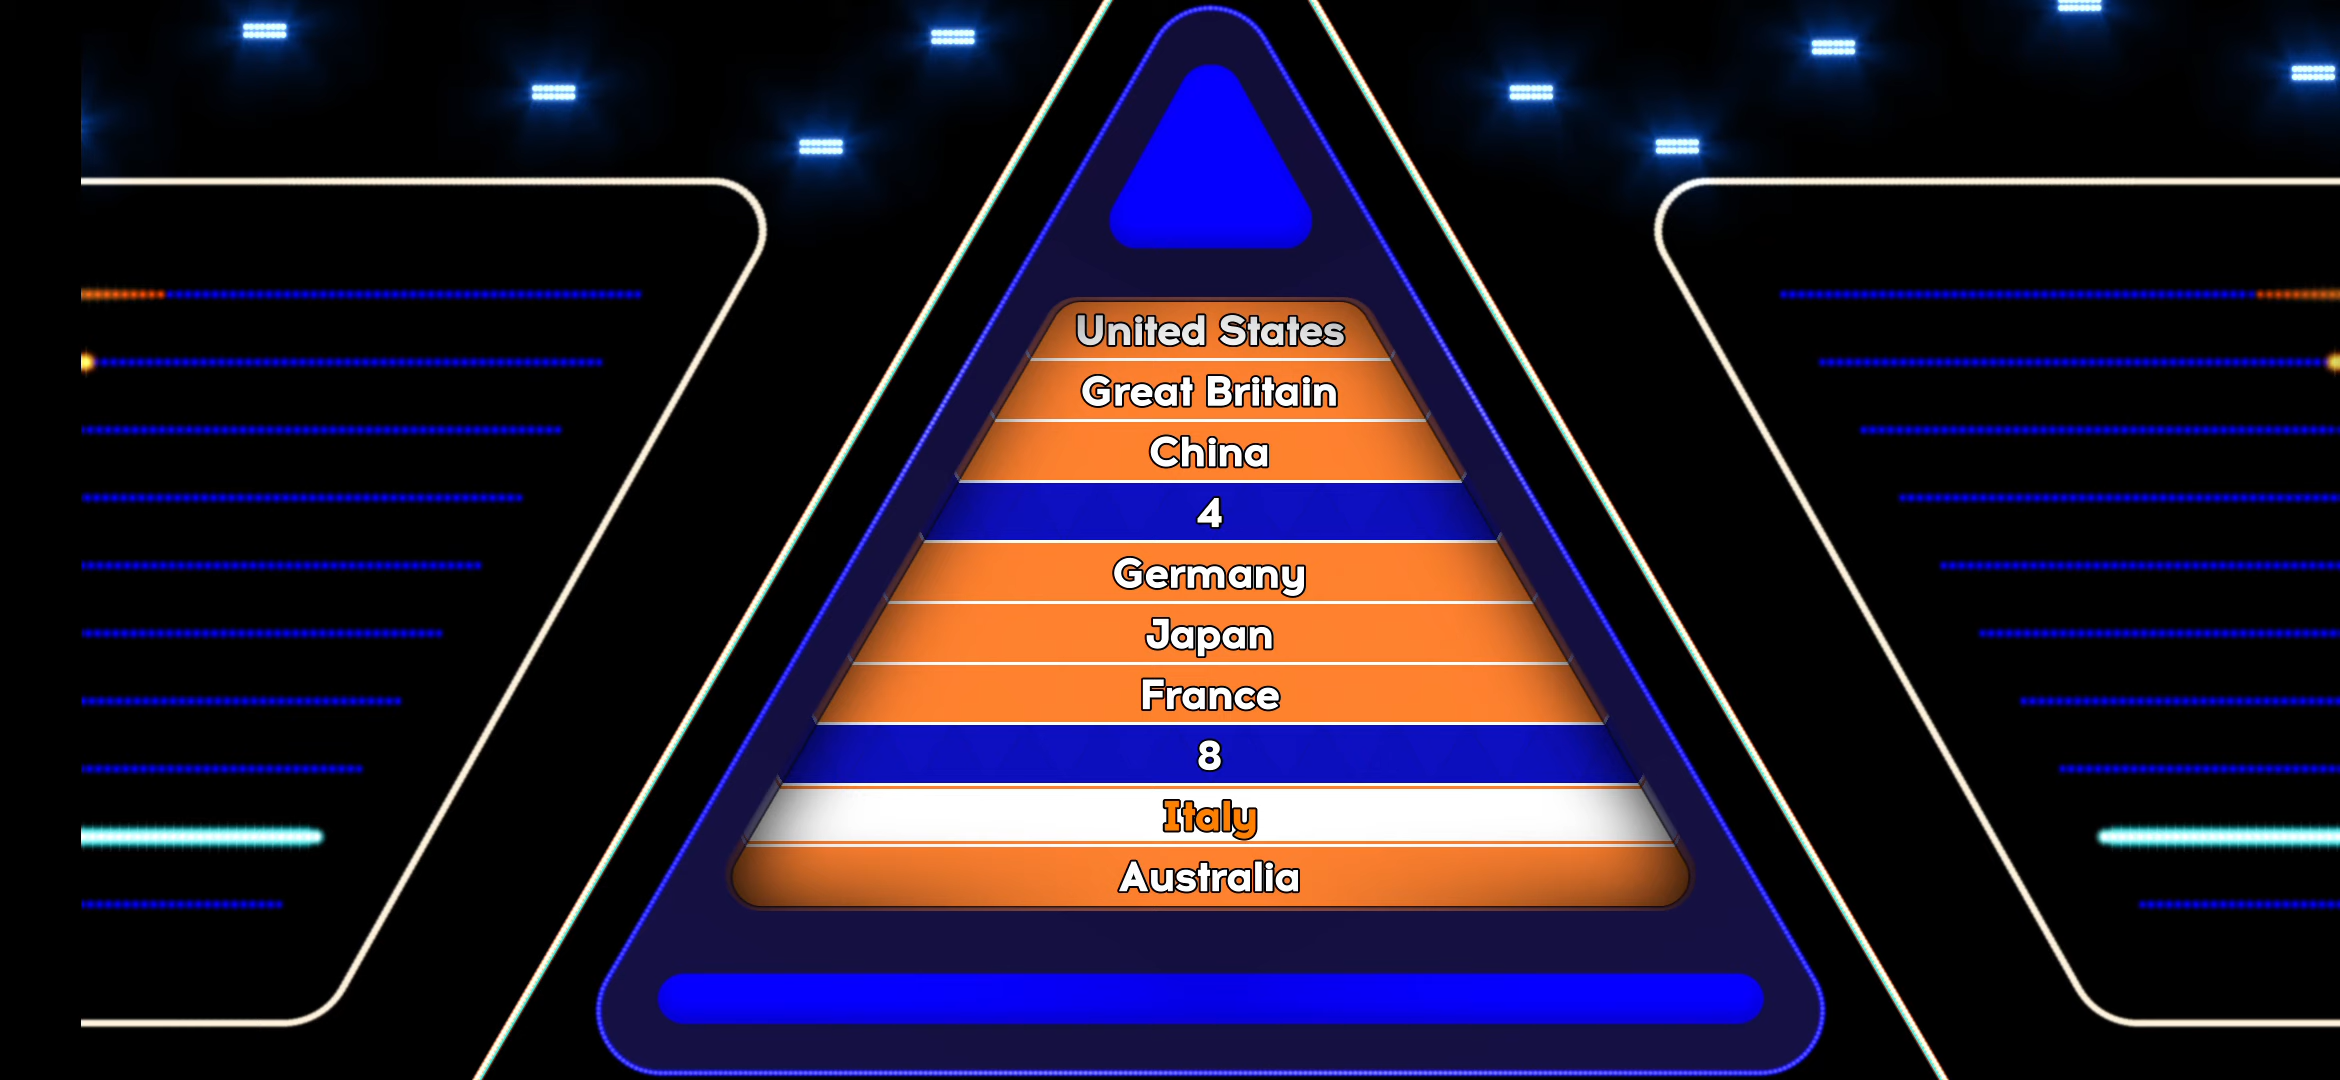 United States
Great Britain
China
4
Germany
Japan
France
8
Italy
Australia